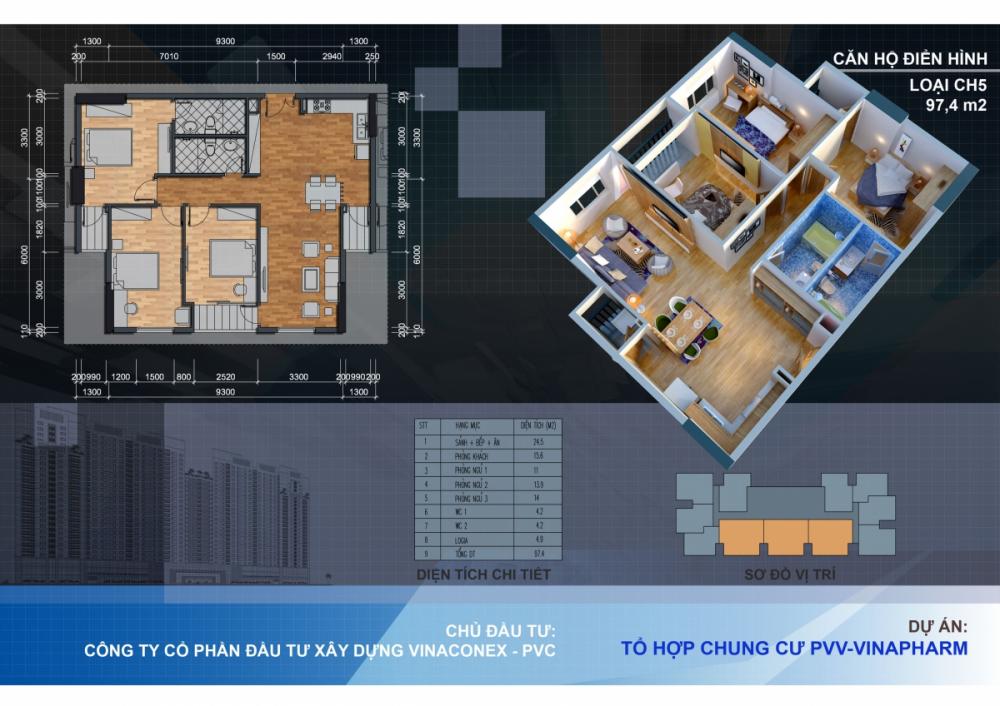 CĂN HỘ ĐIỂN HÌNH
LOẠI CH5
97,4 m2
1300 9300 1300
200 7010 1500 2940 250
200
3300 3000
100 100
100
1820
6000
3000
110 200
200
3000 3300
100 100
100
1820
6000
3000
200 110
200 990 1200 1500 800 2520 3300 200 990 200
1300 9300 1300
STT HẠNG MỤC DIỆN TÍCH (M2)
1 SẢNH + BẾP + ĂN 24,5
2 PHÒNG KHÁCH 15,6
3 PHÒNG NGỦ 1 11
4 PHÒNG NGỦ 2 13,9
5 PHÒNG NGỦ 3 14
6 WC 1 4.2
7 WC 2 4.2
8 LOGIA 4.9
9 TỔNG DT 97,4
DIỆN TÍCH CHI TIẾT
SƠ ĐỒ VỊ TRÍ
CHỦ ĐẦU TƯ:
CÔNG TY CỔ PHẦN ĐẦU TƯ XÂY DỰNG VINACONEX - PVC
DỰ ÁN:
TỔ HỢP CHUNG CƯ PVV-VINAPHARM